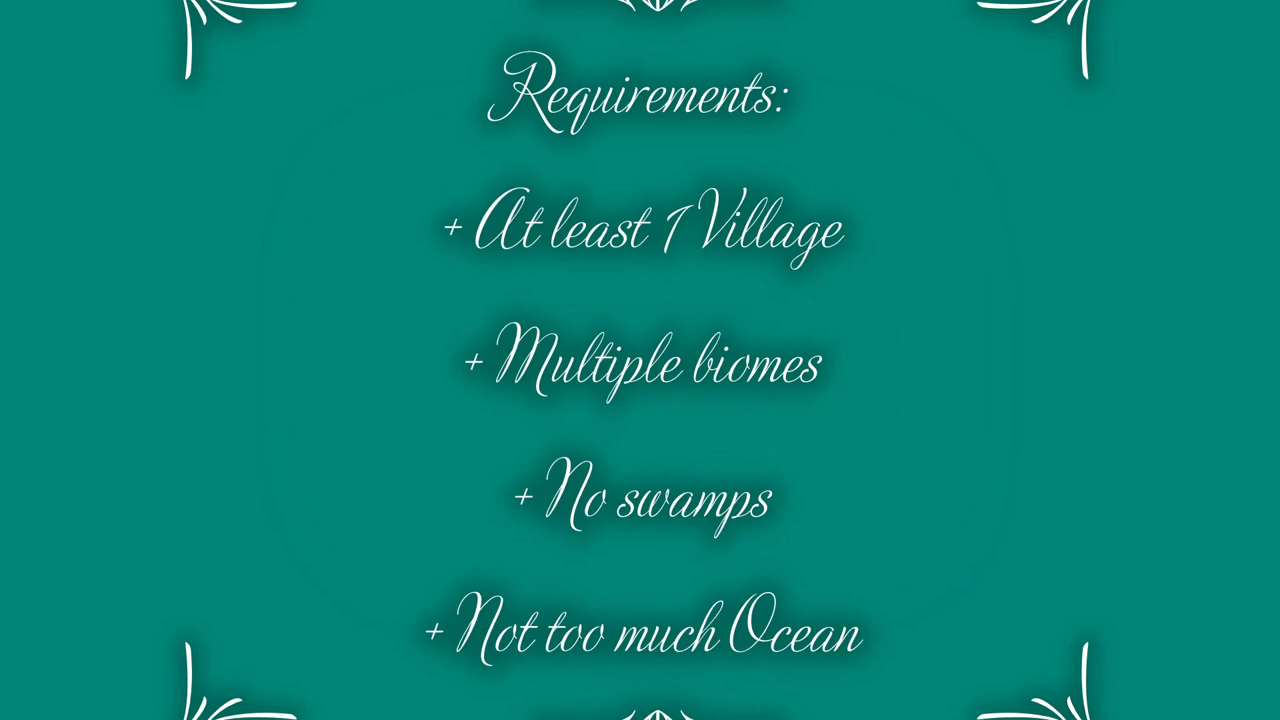 Requirements:
+ At least 1 Village
+ Multiple biomes
+ No swamps
+ Not too much Ocean